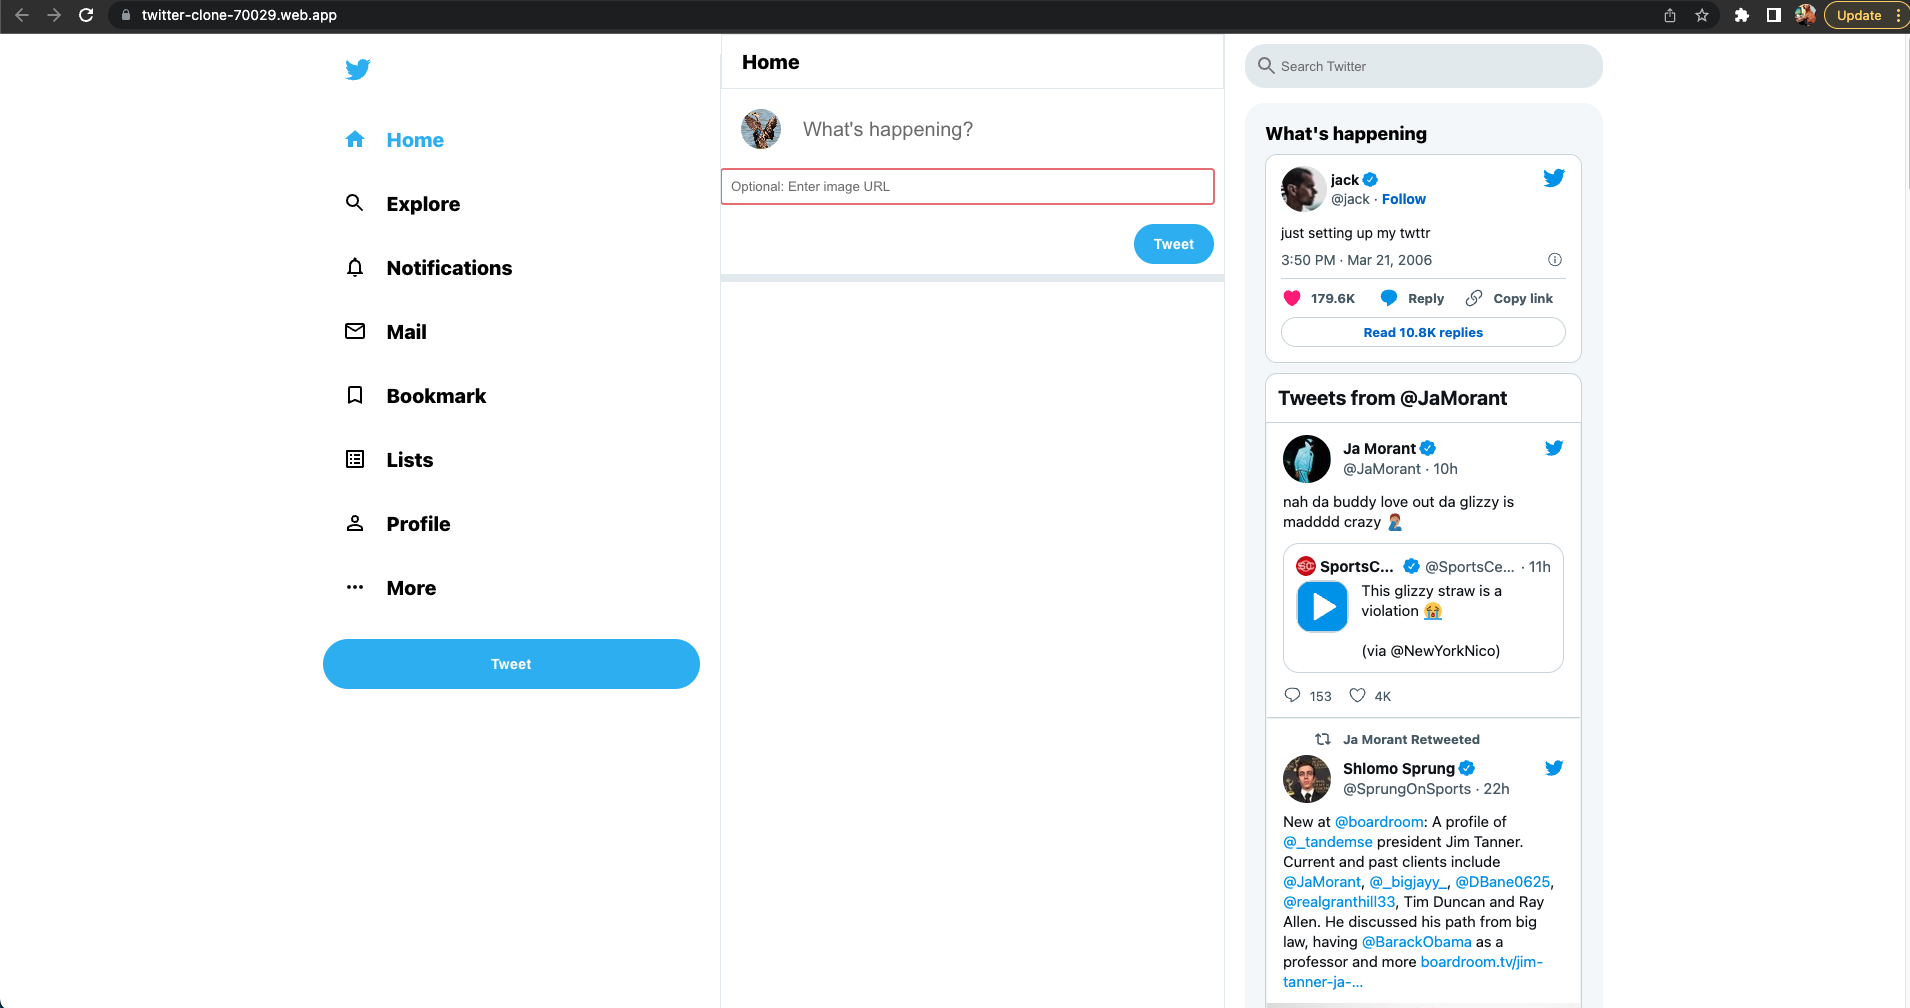 twitter-clone-70029.web.app
Update
Home
Explore
Notifications
Mail
Bookmark
Lists
Profile
More
Tweet
Home
What's happening?
Optional: Enter image URL
Tweet
Search Twitter
What's happening
jack
@jack · Follow
just setting up my twttr
3:50 PM · Mar 21, 2006
179.6K Reply Copy link
Read 10.8K replies
Tweets from @JaMorant
Ja Morant
@JaMorant · 10h
nah da buddy love out da glizzy is
madddd crazy 🤦🏽‍♂️
SportsC... @SportsCe... · 11h
This glizzy straw is a
violation 😭
(via @NewYorkNico)
153 4K
Ja Morant Retweeted
Shlomo Sprung
@SprungOnSports · 22h
New at @boardroom: A profile of
@_tandemse president Jim Tanner.
Current and past clients include
@JaMorant, @_bigjayy_, @DBane0625,
@realgranthill33, Tim Duncan and Ray
Allen. He discussed his path from big
law, having @BarackObama as a
professor and more boardroom.tv/jim-
tanner-ja-...